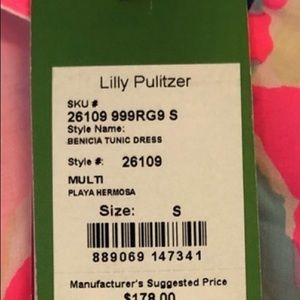 Lilly Pulitzer
SKU #
26109 999RG9 S
Style Name:
BENICIA TUNIC DRESS
Style #: 26109
MULTI
PLAYA HERMOSA
Size: S
889069 147341
Manufacturer's Suggested Price
$178.00